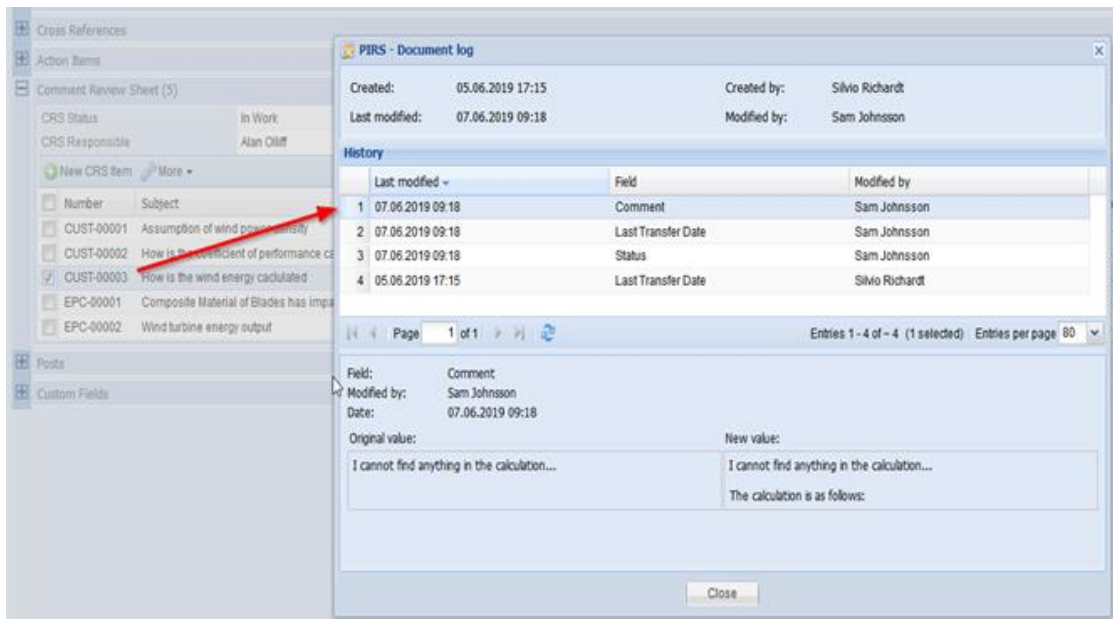 Cross References
Action Items
Comment Review Sheet (5)
CRS Status In Work
CRS Responsible Alan Olliff
New CRS Item More
Number Subject
CUST-00001 Assumption of wind power density
CUST-00002 How is the coefficient of performance ca
CUST-00003 How is the wind energy caclulated
EPC-00001 Composite Material of Blades has impa
EPC-00002 Wind turbine energy output
Posts
Custom Fields
PIRS - Document log
Created: 05.06.2019 17:15 Created by: Silvio Richardt
Last modified: 07.06.2019 09:18 Modified by: Sam Johnsson
History
Last modified Field Modified by
1 07.06.2019 09:18 Comment Sam Johnsson
2 07.06.2019 09:18 Last Transfer Date Sam Johnsson
3 07.06.2019 09:18 Status Sam Johnsson
4 05.06.2019 17:15 Last Transfer Date Silvio Richardt
Page 1 of 1 Entries 1 - 4 of ~ 4 (1 selected) Entries per page 80
Field: Comment
Modified by: Sam Johnsson
Date: 07.06.2019 09:18
Original value: New value:
I cannot find anything in the calculation... I cannot find anything in the calculation...
The calculation is as follows:
Close